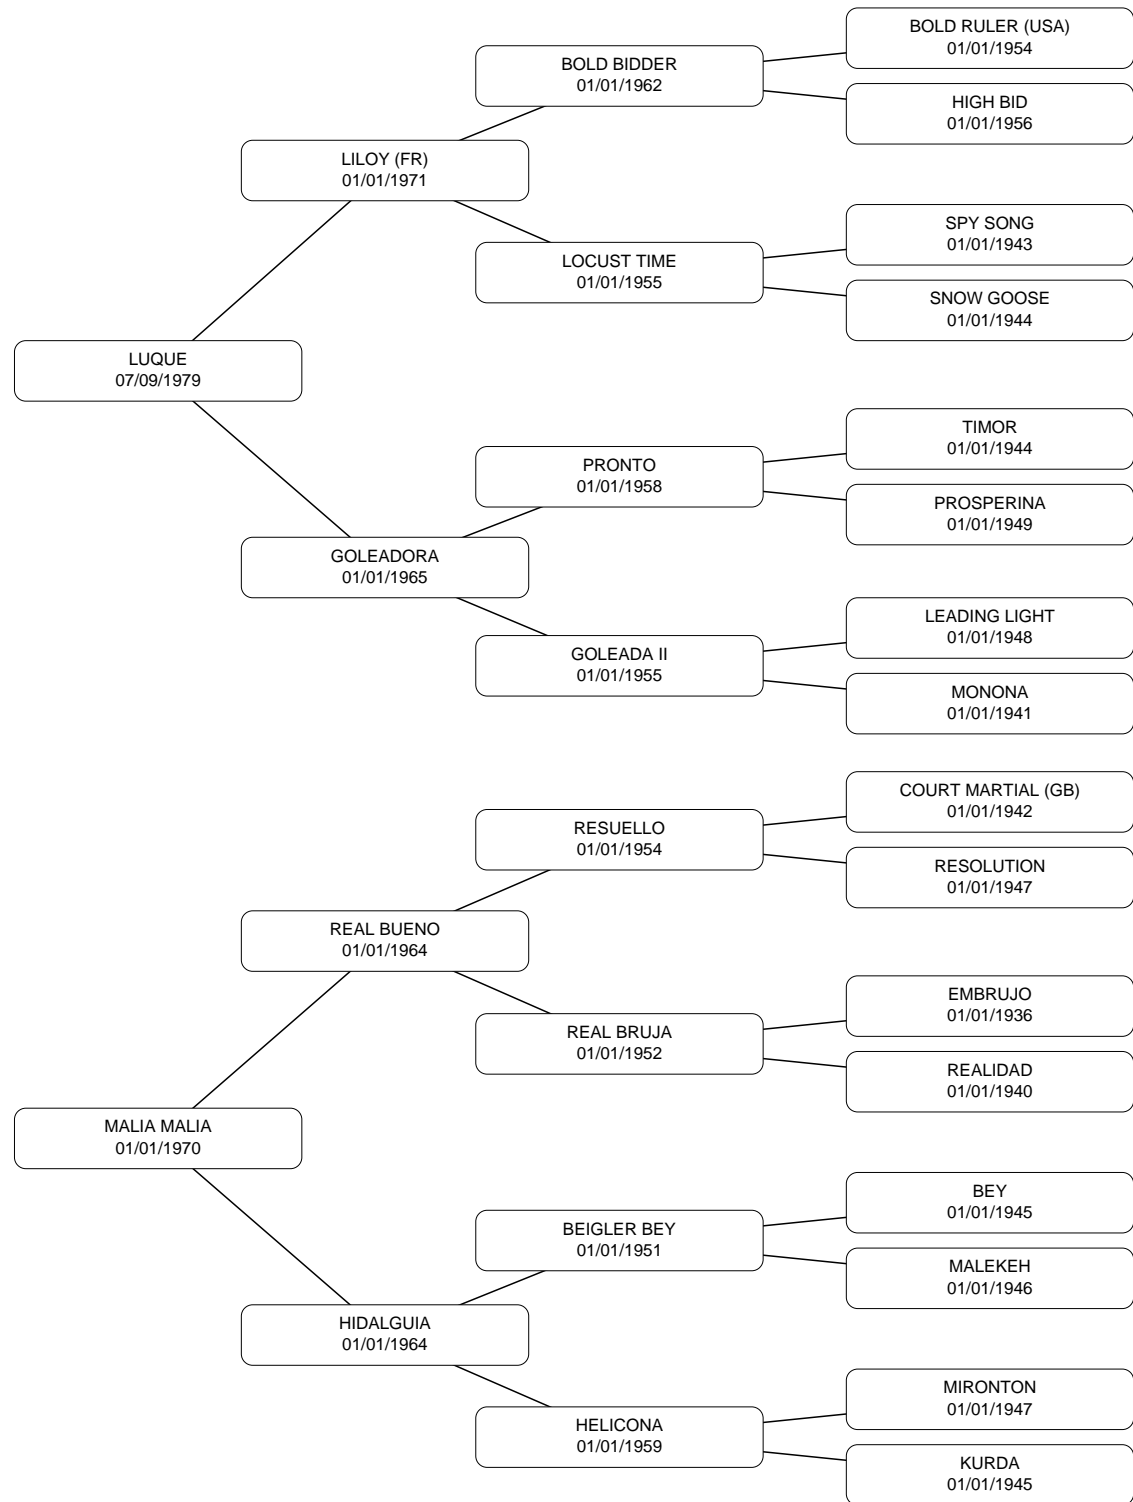 BOLD RULER (USA)
01/01/1954
BOLD BIDDER
01/01/1962
HIGH BID
01/01/1956
LILOY (FR)
01/01/1971
SPY SONG
01/01/1943
LOCUST TIME
01/01/1955
SNOW GOOSE
01/01/1944
LUQUE
07/09/1979
TIMOR
01/01/1944
PRONTO
01/01/1958
PROSPERINA
01/01/1949
GOLEADORA
01/01/1965
LEADING LIGHT
01/01/1948
GOLEADA II
01/01/1955
MONONA
01/01/1941
COURT MARTIAL (GB)
01/01/1942
RESUELLO
01/01/1954
RESOLUTION
01/01/1947
REAL BUENO
01/01/1964
EMBRUJO
01/01/1936
REAL BRUJA
01/01/1952
REALIDAD
01/01/1940
MALIA MALIA
01/01/1970
BEY
01/01/1945
BEIGLER BEY
01/01/1951
MALEKEH
01/01/1946
HIDALGUIA
01/01/1964
MIRONTON
01/01/1947
HELICONA
01/01/1959
KURDA
01/01/1945